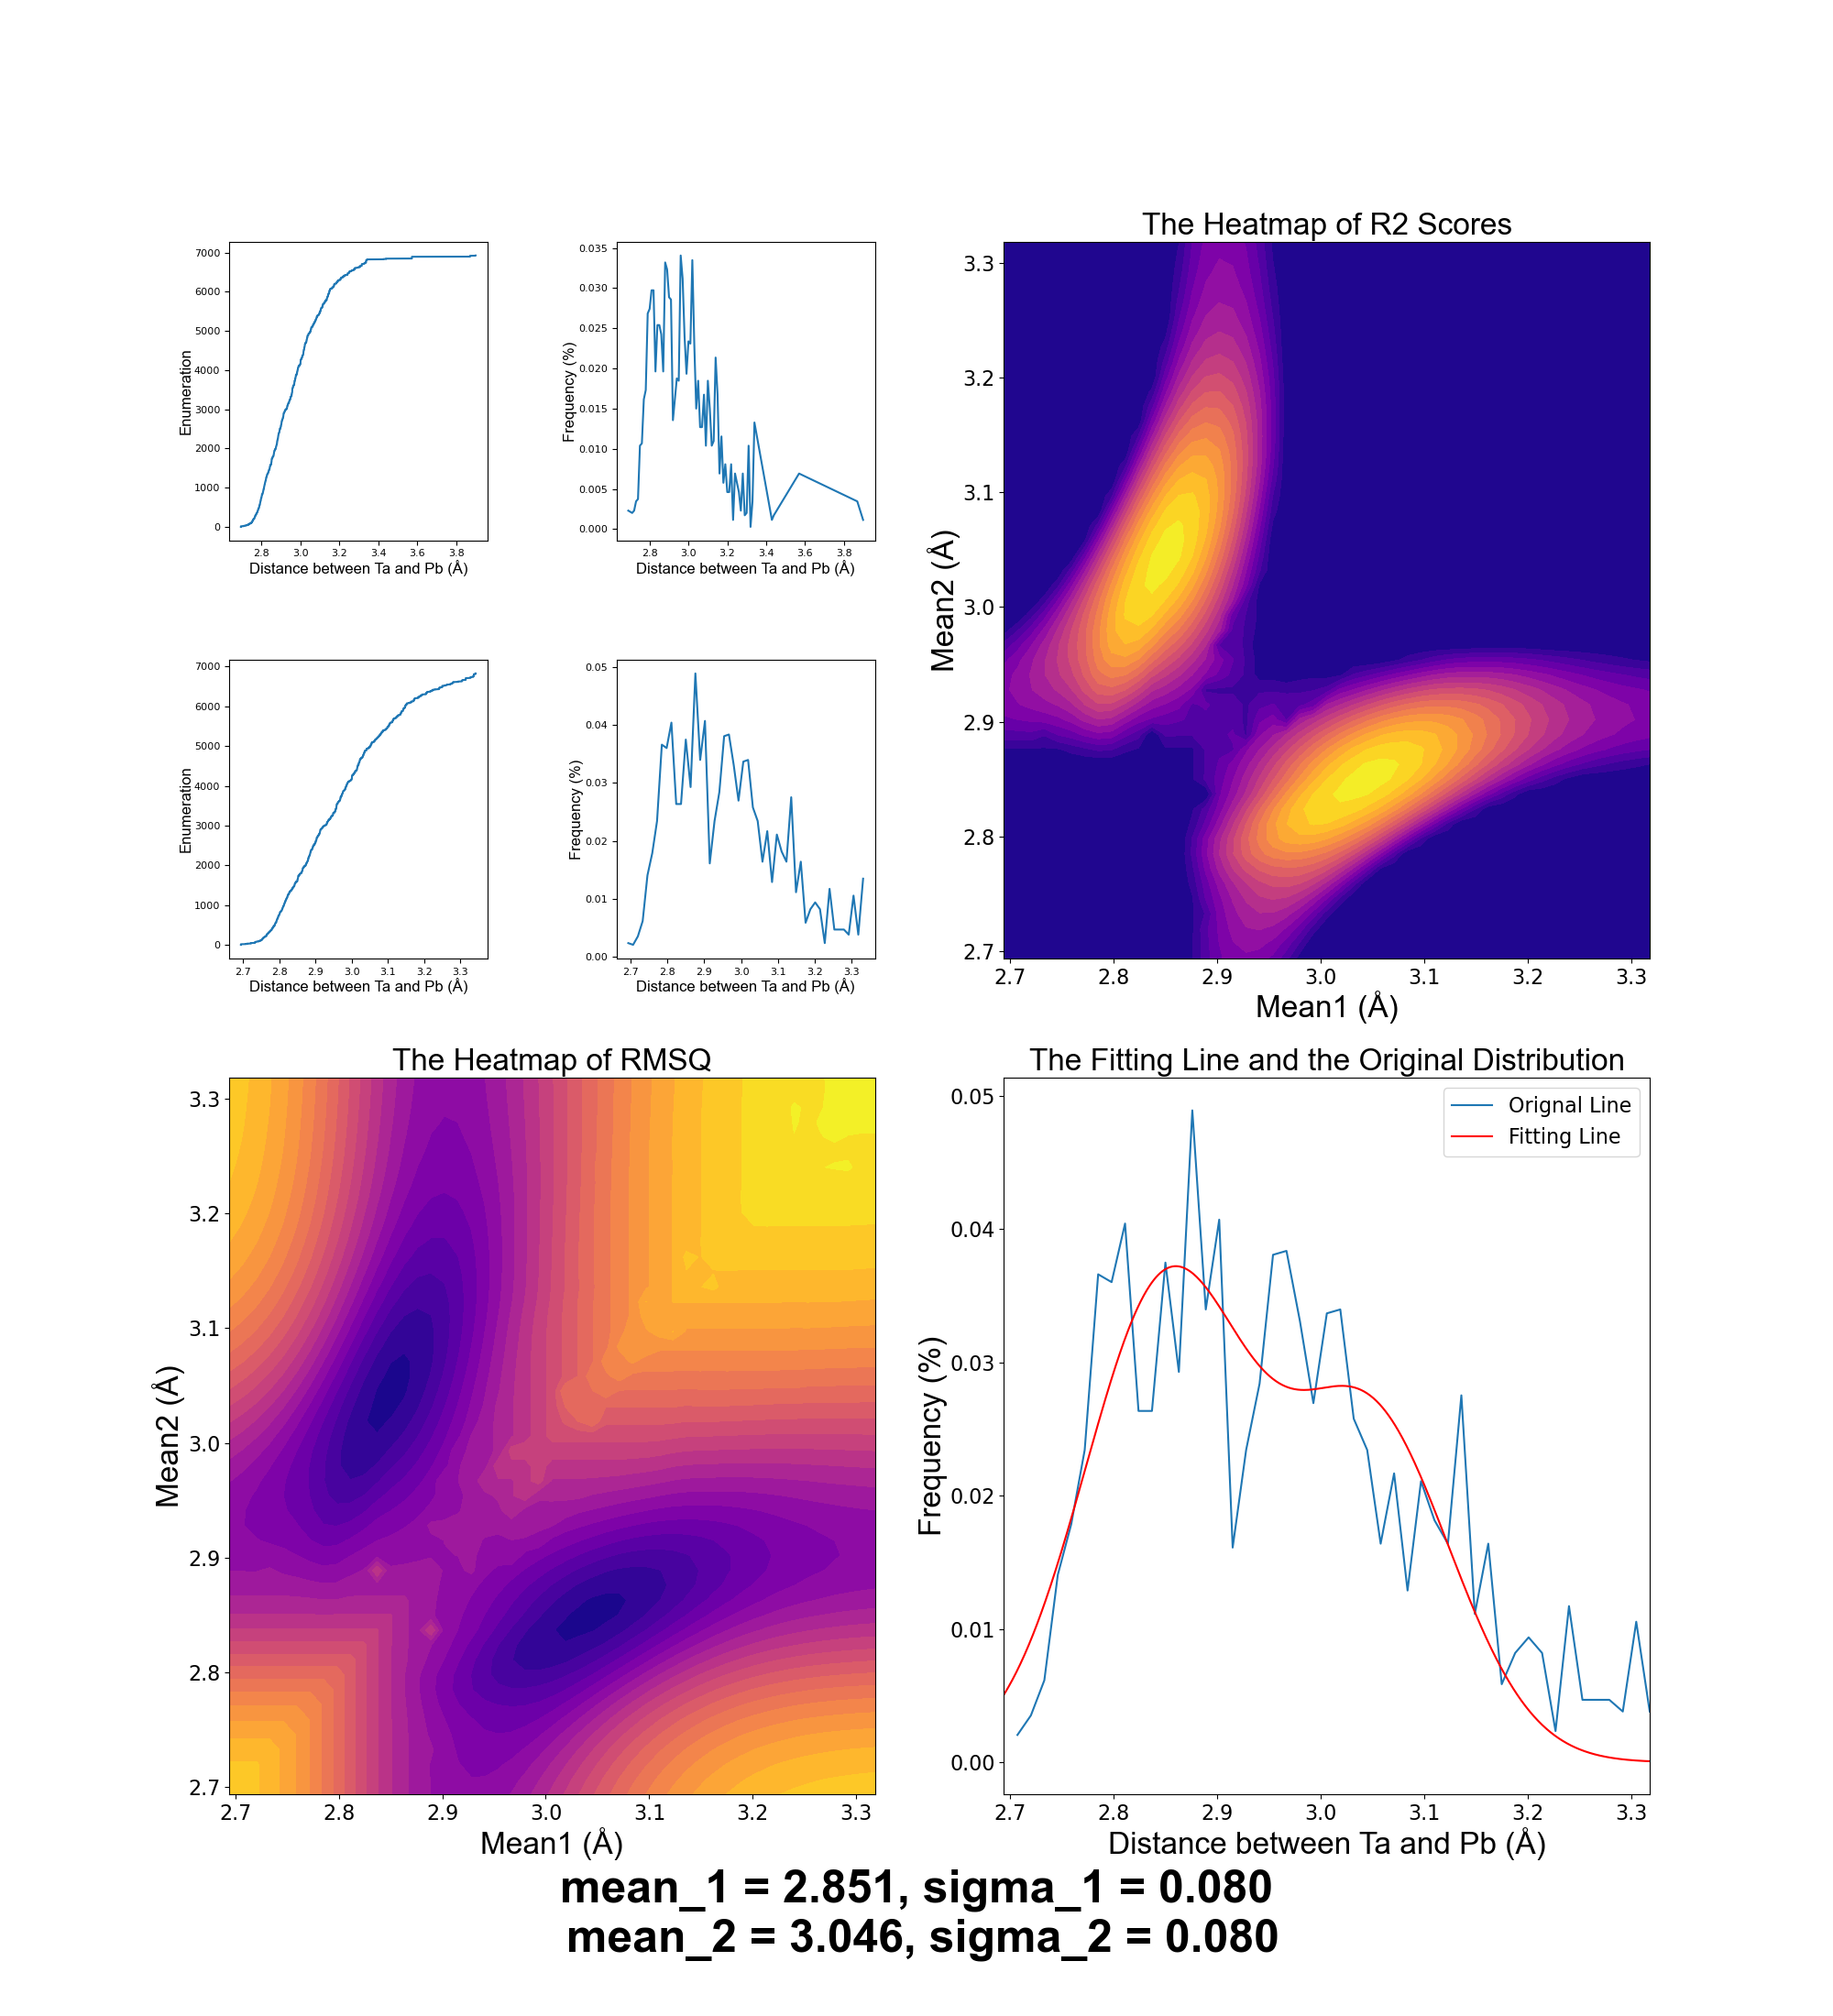 The Heatmap of R2 Scores
7000
6000
5000
4000
3000
2000
1000
0
Enumeration
2.8 3.0 3.2 3.4 3.6 3.8
Distance between Ta and Pb (Å)
0.035
0.030
0.025
0.020
0.015
0.010
0.005
0.000
Frequency (%)
2.8 3.0 3.2 3.4 3.6 3.8
Distance between Ta and Pb (Å)
3.3
3.2
3.1
3.0
2.9
2.8
2.7
Mean2 (Å)
2.7 2.8 2.9 3.0 3.1 3.2 3.3
Mean1 (Å)
7000
6000
5000
4000
3000
2000
1000
0
Enumeration
2.7 2.8 2.9 3.0 3.1 3.2 3.3
Distance between Ta and Pb (Å)
0.05
0.04
0.03
0.02
0.01
0.00
Frequency (%)
2.7 2.8 2.9 3.0 3.1 3.2 3.3
Distance between Ta and Pb (Å)
The Heatmap of RMSQ
3.3
3.2
3.1
3.0
2.9
2.8
2.7
Mean2 (Å)
2.7 2.8 2.9 3.0 3.1 3.2 3.3
Mean1 (Å)
The Fitting Line and the Original Distribution
0.05
0.04
0.03
0.02
0.01
0.00
Frequency (%)
Orignal Line
Fitting Line
2.7 2.8 2.9 3.0 3.1 3.2 3.3
Distance between Ta and Pb (Å)
mean_1 = 2.851, sigma_1 = 0.080
mean_2 = 3.046, sigma_2 = 0.080